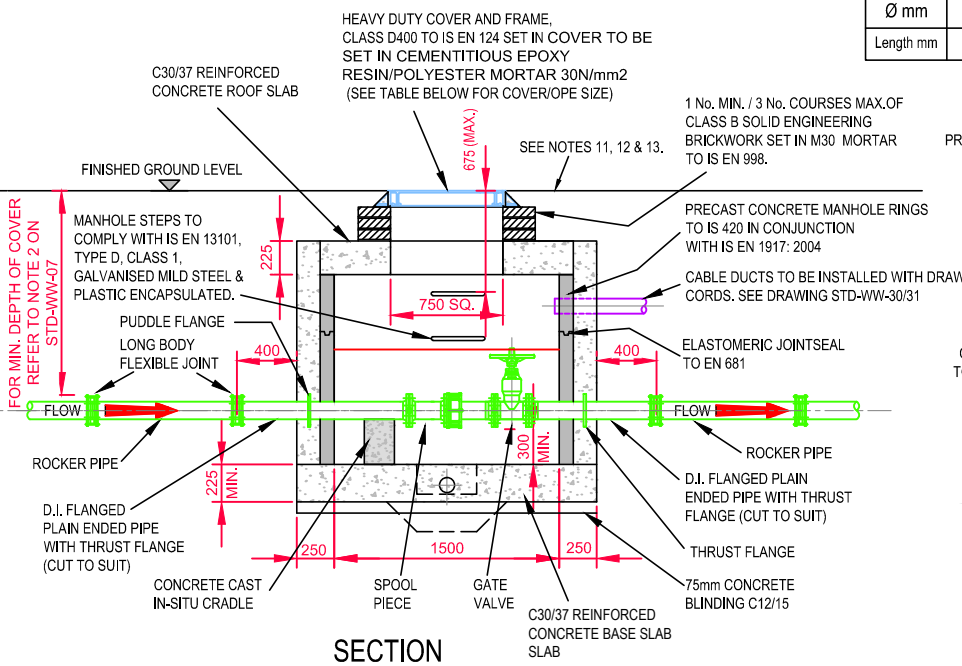 HEAVY DUTY COVER AND FRAME,
CLASS D400 TO IS EN 124 SET IN COVER TO BE
SET IN CEMENTITIOUS EPOXY
RESIN/POLYESTER MORTAR 30N/mm2
(SEE TABLE BELOW FOR COVER/OPE SIZE)
Ø mm
Length mm
C30/37 REINFORCED
CONCRETE ROOF SLAB
675 (MAX.)
1 No. MIN. / 3 No. COURSES MAX.OF
CLASS B SOLID ENGINEERING
BRICKWORK SET IN M30 MORTAR
TO IS EN 998.
PR
SEE NOTES 11, 12 & 13.
FINISHED GROUND LEVEL
FOR MIN. DEPTH OF COVER
REFER TO NOTE 2 ON
STD-WW-07
MANHOLE STEPS TO
COMPLY WITH IS EN 13101,
TYPE D, CLASS 1,
GALVANISED MILD STEEL &
PLASTIC ENCAPSULATED.
225
750 SQ.
PRECAST CONCRETE MANHOLE RINGS
TO IS 420 IN CONJUNCTION
WITH IS EN 1917: 2004
CABLE DUCTS TO BE INSTALLED WITH DRAW
CORDS. SEE DRAWING STD-WW-30/31
PUDDLE FLANGE
LONG BODY
FLEXIBLE JOINT
400
400
ELASTOMERIC JOINTSEAL
TO EN 681
TO
FLOW
FLOW
ROCKER PIPE
ROCKER PIPE
225
MIN.
300
MIN.
D.I. FLANGED
PLAIN ENDED PIPE
WITH THRUST FLANGE
(CUT TO SUIT)
D.I. FLANGED PLAIN
ENDED PIPE WITH THRUST
FLANGE (CUT TO SUIT)
250
1500
250
THRUST FLANGE
CONCRETE CAST
IN-SITU CRADLE
SPOOL
PIECE
GATE
VALVE
75mm CONCRETE
BLINDING C12/15
C30/37 REINFORCED
CONCRETE BASE SLAB
SLAB
SECTION